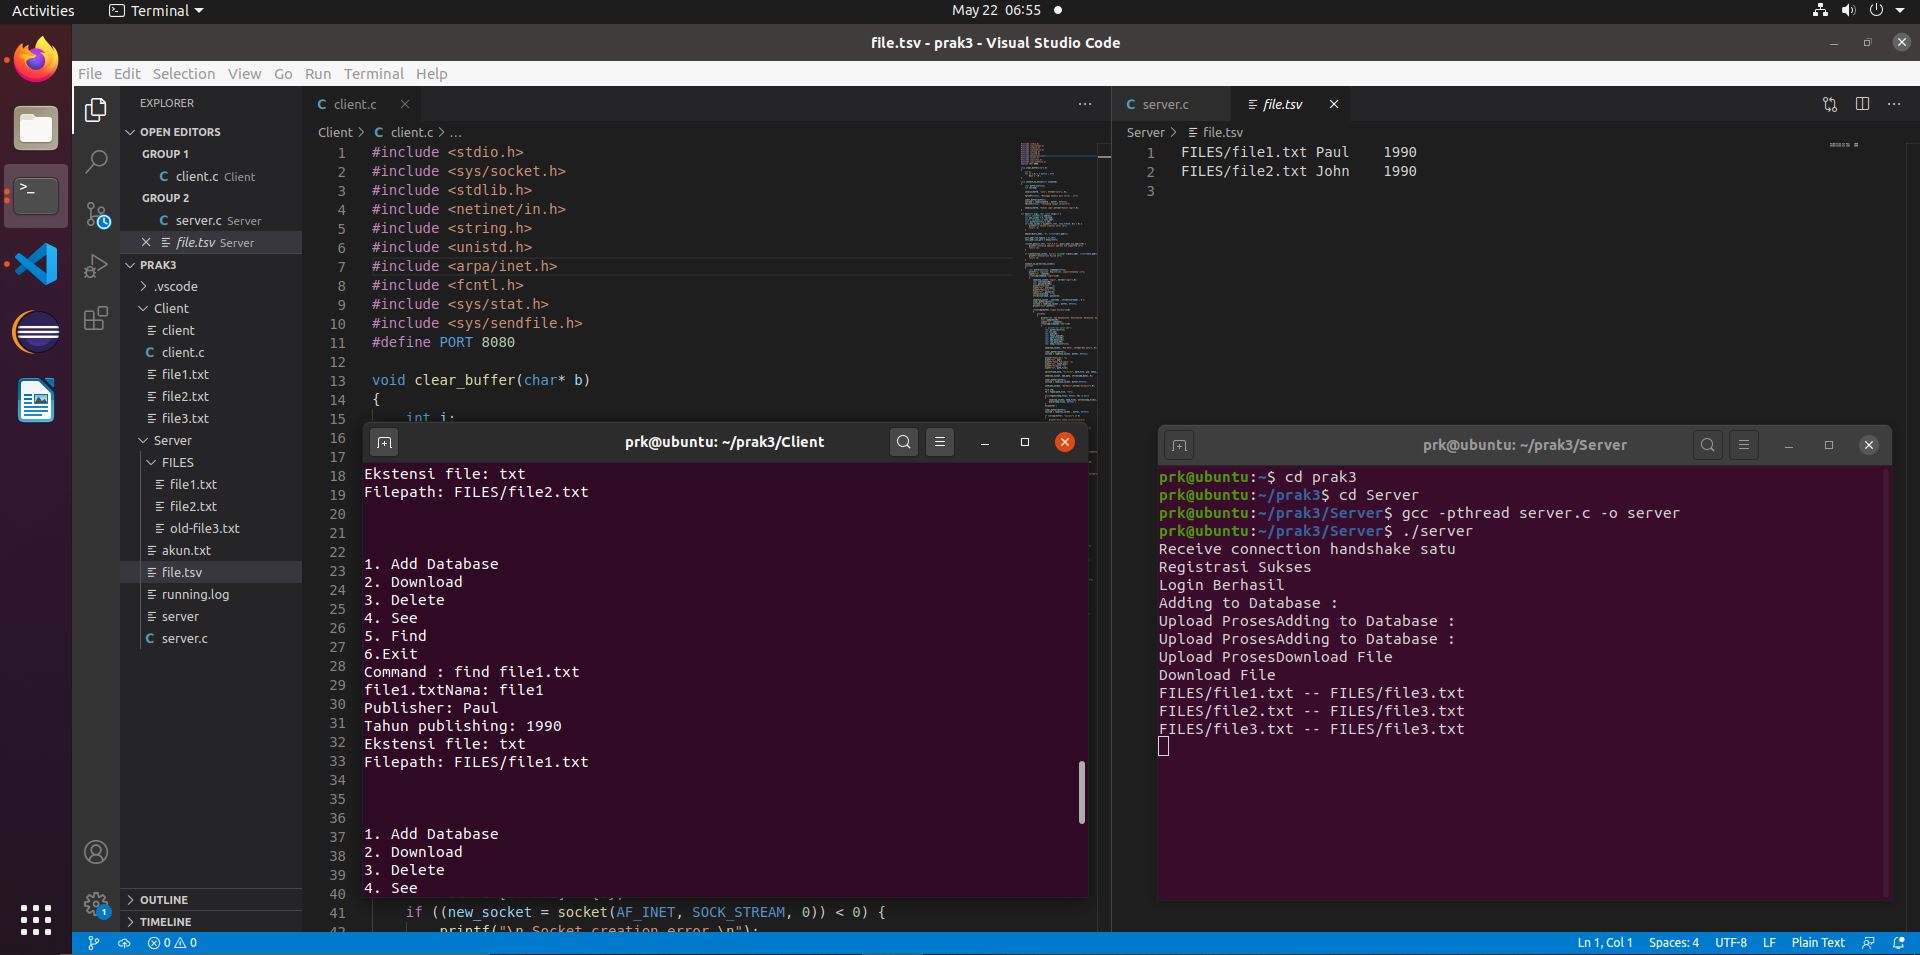 Activities
Terminal
May 22 06:55
file.tsv - prak3 - Visual Studio Code
File Edit Selection View Go Run Terminal Help
EXPLORER
OPEN EDITORS
GROUP 1
client.c Client
GROUP 2
server.c Server
file.tsv Server
PRAK3
.vscode
Client
client
client.c
file1.txt
file2.txt
file3.txt
Server
FILES
file1.txt
file2.txt
old-file3.txt
akun.txt
file.tsv
running.log
server
server.c
OUTLINE
TIMELINE
1
client.c
Client > client.c > ...
1 #include <stdio.h>
2 #include <sys/socket.h>
3 #include <stdlib.h>
4 #include <netinet/in.h>
5 #include <string.h>
6 #include <unistd.h>
7 #include <arpa/inet.h>
8 #include <fcntl.h>
9 #include <sys/stat.h>
10 #include <sys/sendfile.h>
11 #define PORT 8080
12
13 void clear_buffer(char* b)
14 {
15 int i;
16
17
18
19
20
21
22
23
24
25
26
27
28
29
30
31
32
33
34
35
36
37
38
39
40
41 if ((new_socket = socket(AF_INET, SOCK_STREAM, 0)) < 0) {
42 printf("\n Socket creation error \n");
prk@ubuntu: ~/prak3/Client
Ekstensi file: txt
Filepath: FILES/file2.txt
1. Add Database
2. Download
3. Delete
4. See
5. Find
6.Exit
Command : find file1.txt
file1.txtNama: file1
Publisher: Paul
Tahun publishing: 1990
Ekstensi file: txt
Filepath: FILES/file1.txt
1. Add Database
2. Download
3. Delete
4. See
server.c
file.tsv
Server > file.tsv
1 FILES/file1.txt Paul 1990
2 FILES/file2.txt John 1990
3
prk@ubuntu: ~/prak3/Server
prk@ubuntu:~$ cd prak3
prk@ubuntu:~/prak3$ cd Server
prk@ubuntu:~/prak3/Server$ gcc -pthread server.c -o server
prk@ubuntu:~/prak3/Server$ ./server
Receive connection handshake satu
Registrasi Sukses
Login Berhasil
Adding to Database :
Upload ProsesAdding to Database :
Upload ProsesAdding to Database :
Upload ProsesDownload File
Download File
FILES/file1.txt -- FILES/file3.txt
FILES/file2.txt -- FILES/file3.txt
FILES/file3.txt -- FILES/file3.txt
0 0
Ln 1, Col 1 Spaces: 4 UTF-8 LF Plain Text